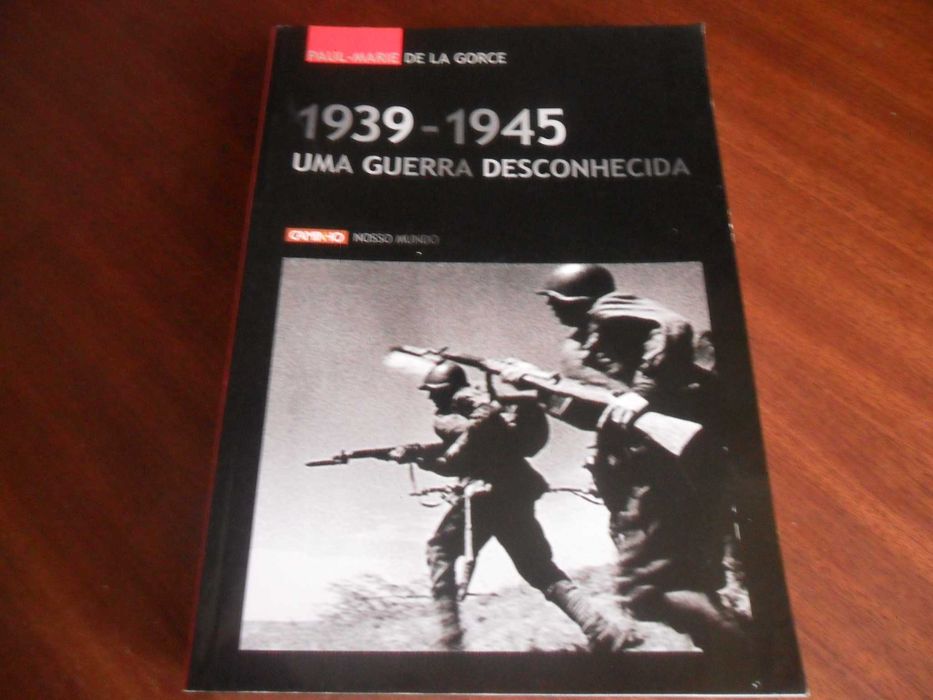 PAUL-MARIE DE LA GORCE
1939-1945
UMA GUERRA DESCONHECIDA
CAMINHO NOSSO MUNDO